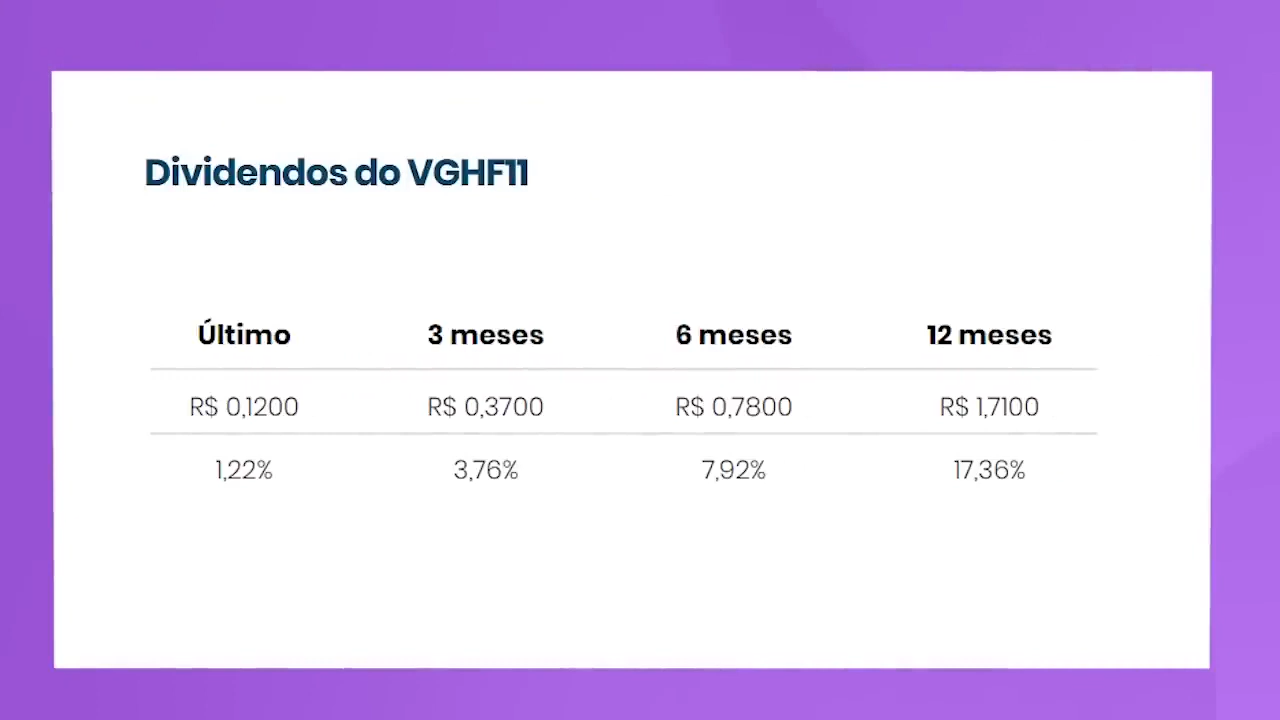 Dividendos do VGHF11
Último 3 meses 6 meses 12 meses
R$ 0,1200 R$ 0,3700 R$ 0,7800 R$ 1,7100
1,22% 3,76% 7,92% 17,36%